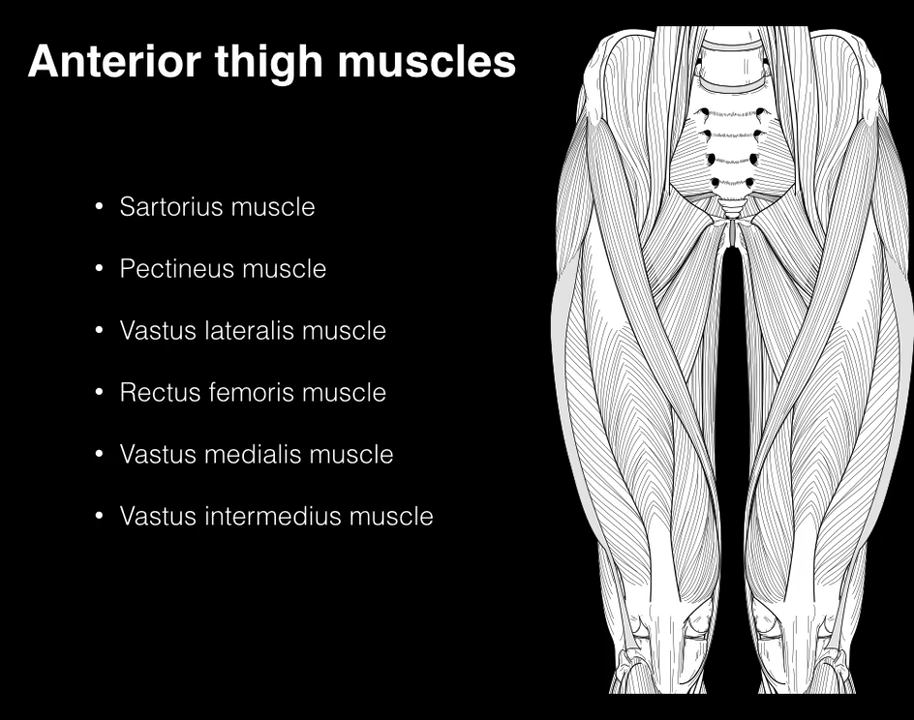 Anterior thigh muscles
• Sartorius muscle
• Pectineus muscle
• Vastus lateralis muscle
• Rectus femoris muscle
• Vastus medialis muscle
• Vastus intermedius muscle